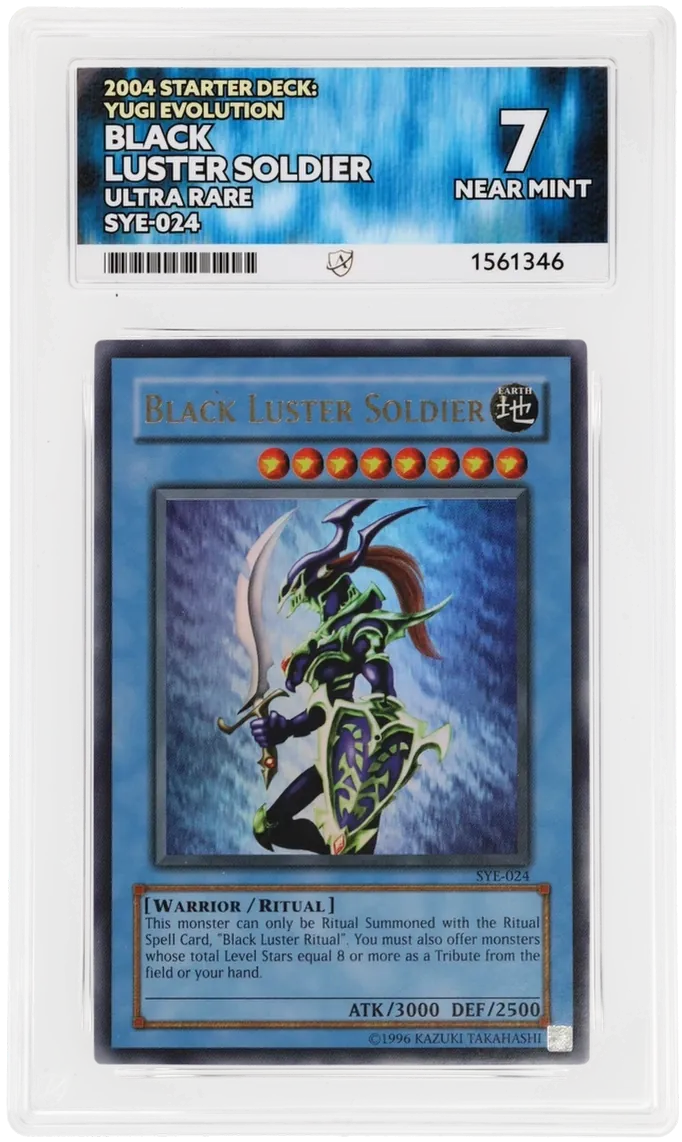 2004 STARTER DECK:
YUGI EVOLUTION
BLACK
LUSTER SOLDIER
ULTRA RARE
SYE-024
7
NEAR MINT
A
1561346
BLACK LUSTER SOLDIER
EARTH
地
SYE-024
[WARRIOR / RITUAL]
This monster can only be Ritual Summoned with the Ritual
Spell Card, "Black Luster Ritual". You must also offer monsters
whose total Level Stars equal 8 or more as a Tribute from the
field or your hand.
ATK/3000 DEF/2500
©1996 KAZUKI TAKAHASHI